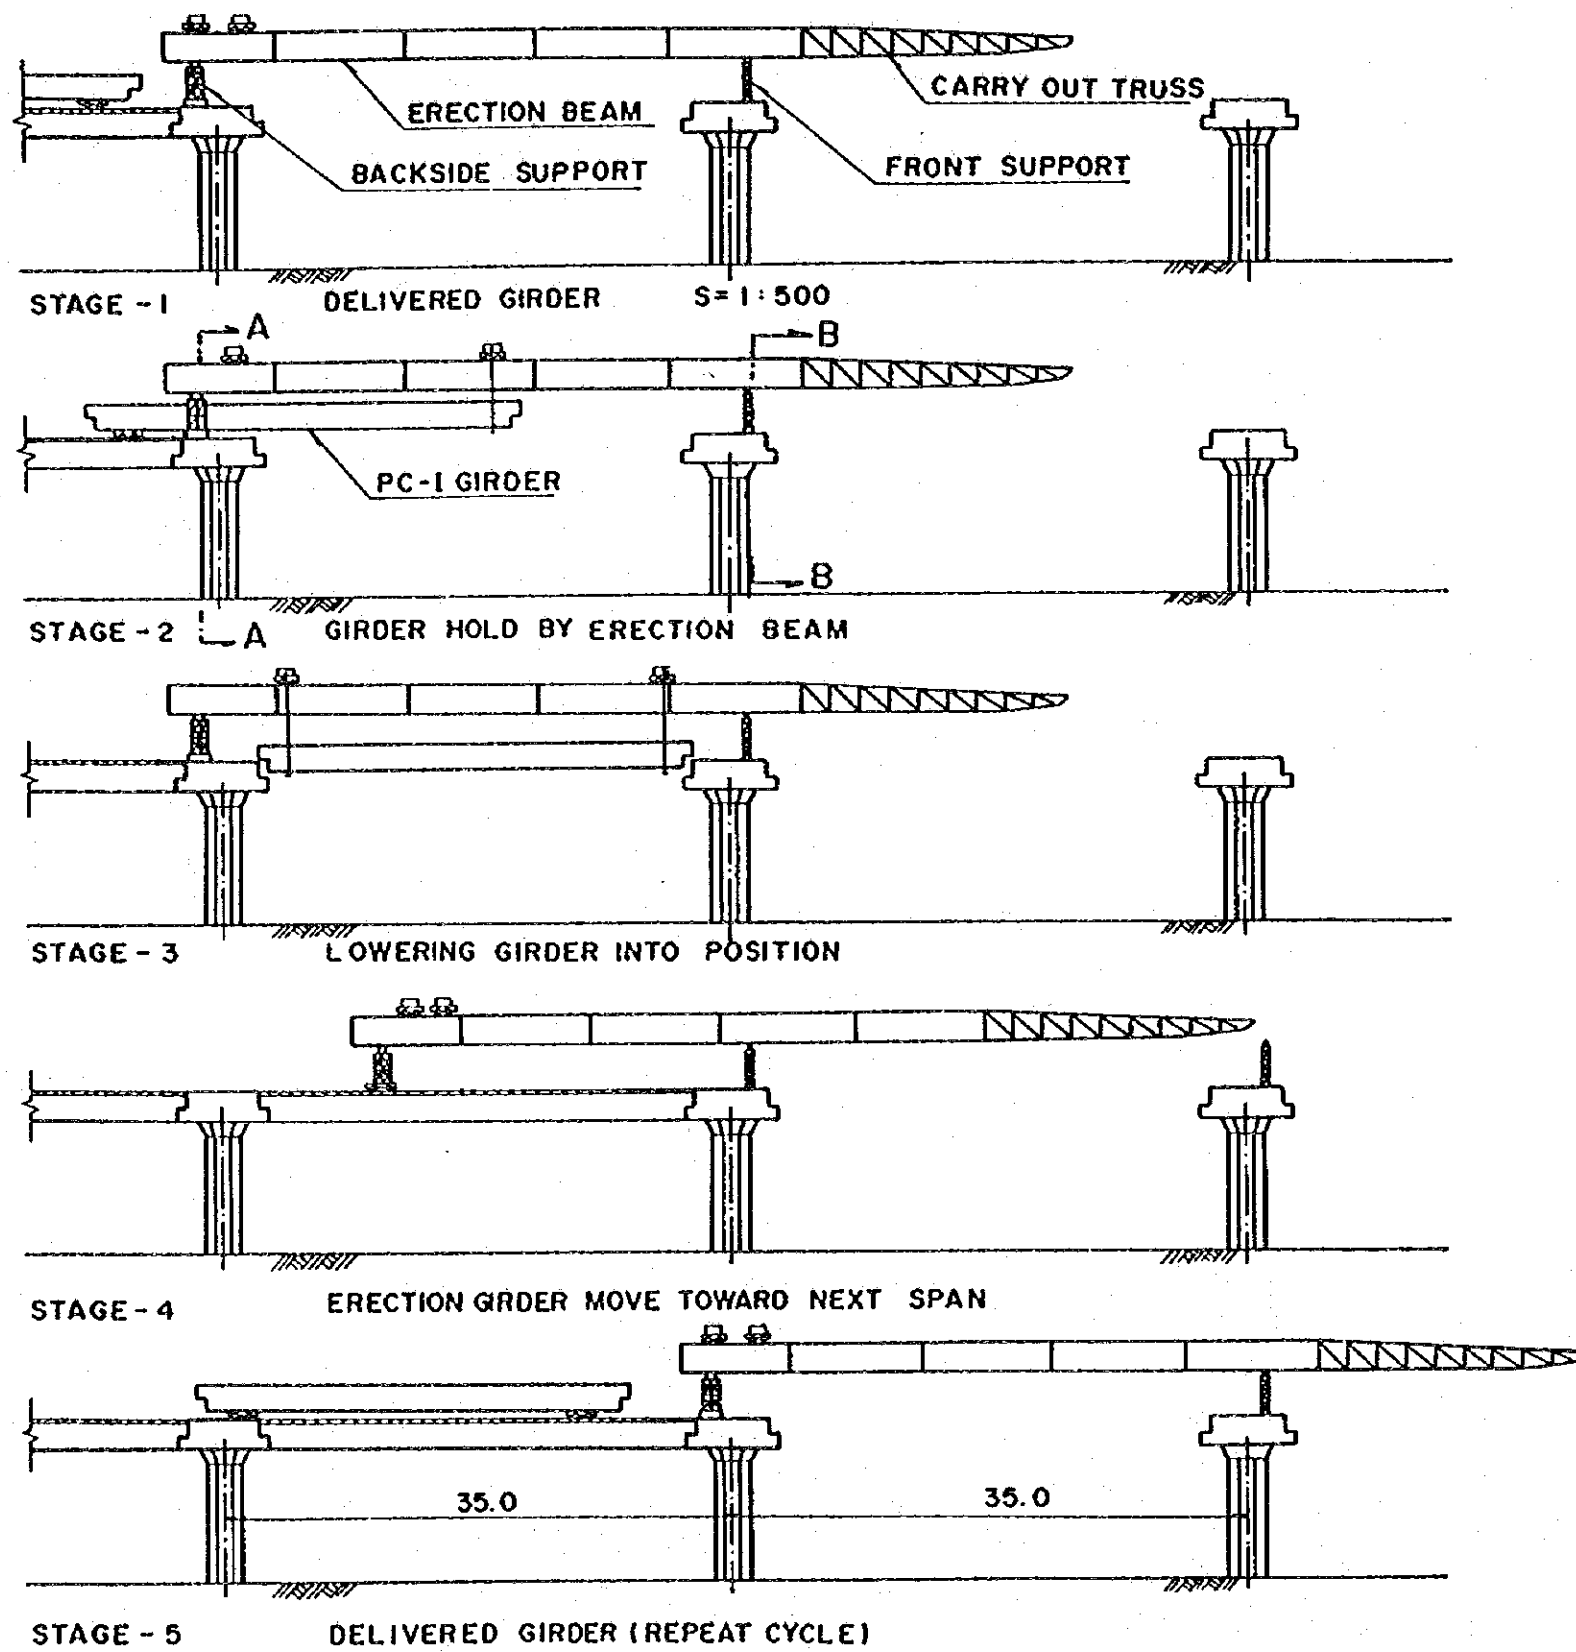 CARRY OUT TRUSS
ERECTION BEAM
BACKSIDE SUPPORT
FRONT SUPPORT
STAGE - 1 DELIVERED GIRDER S= 1 : 500
A B
PC-I GIRDER
B
STAGE - 2 A GIRDER HOLD BY ERECTION BEAM
STAGE - 3 LOWERING GIRDER INTO POSITION
STAGE - 4 ERECTION GIRDER MOVE TOWARD NEXT SPAN
35.0 35.0
STAGE - 5 DELIVERED GIRDER (REPEAT CYCLE)